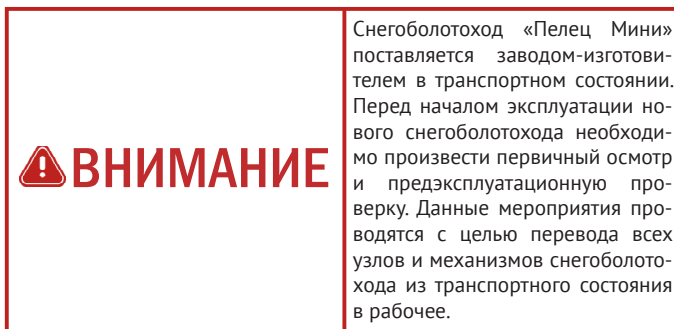 ВНИМАНИЕ
Снегоболотоход «Пелец Мини»
поставляется заводом-изготови-
телем в транспортном состоянии.
Перед началом эксплуатации но-
вого снегоболотохода необходи-
мо произвести первичный осмотр
и предэксплуатационную про-
верку. Данные мероприятия про-
водятся с целью перевода всех
узлов и механизмов снегоболото-
хода из транспортного состояния
в рабочее.